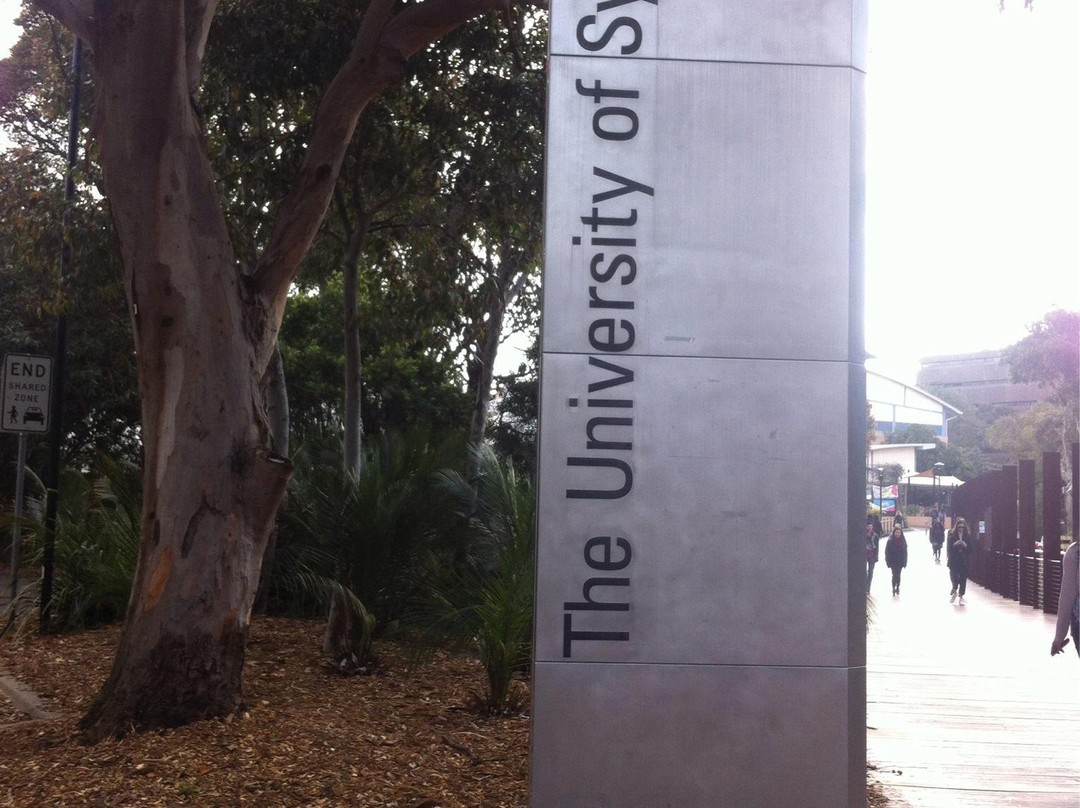 END
SHARED
ZONE
The University of Sy